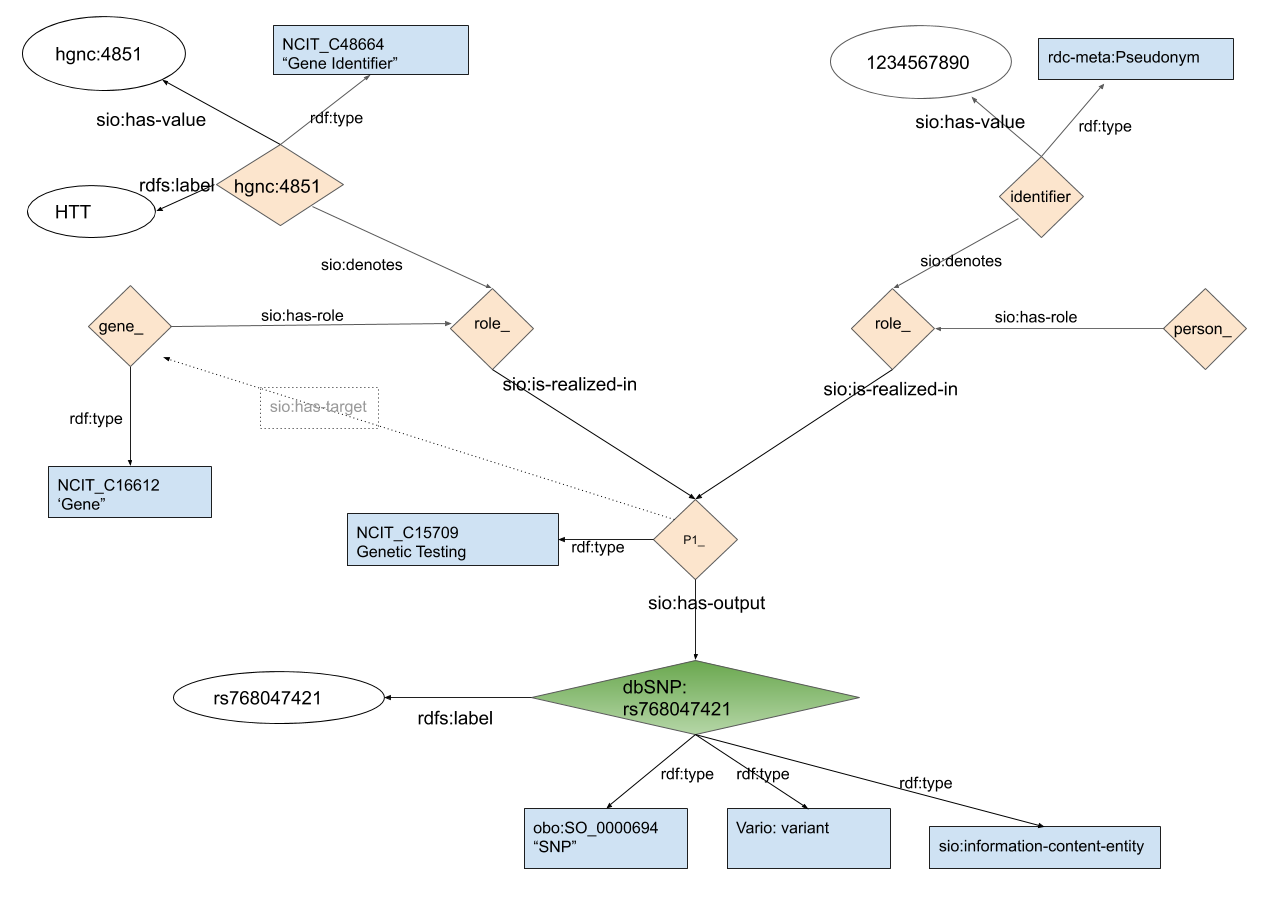 hgnc:4851
NCIT_C48664
“Gene Identifier”
1234567890
rdc-meta:Pseudonym
sio:has-value
rdf:type
sio:has-value
rdf:type
rdfs:label
hgnc:4851
identifier
HTT
sio:denotes
sio:denotes
gene_
sio:has-role
role_
role_
sio:has-role
person_
sio:is-realized-in
sio:is-realized-in
sio:has-target
rdf:type
NCIT_C16612
‘Gene”
NCIT_C15709
Genetic Testing
rdf:type
P1_
sio:has-output
rs768047421
rdfs:label
dbSNP:
rs768047421
rdf:type
rdf:type
rdf:type
obo:SO_0000694
“SNP”
Vario: variant
sio:information-content-entity